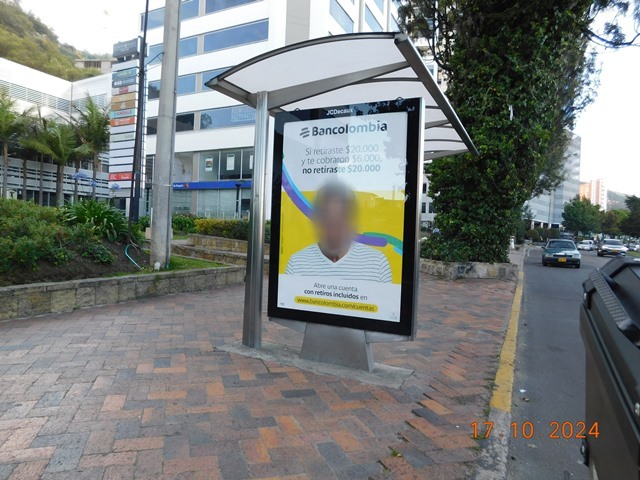 JCDecaux
Bancolombia
Si retiraste $20.000
y te cobraron $6.000,
no retiraste $20.000
Abre una cuenta
con retiros incluidos en
www.bancolombia.com/cuentas
17 10 2024